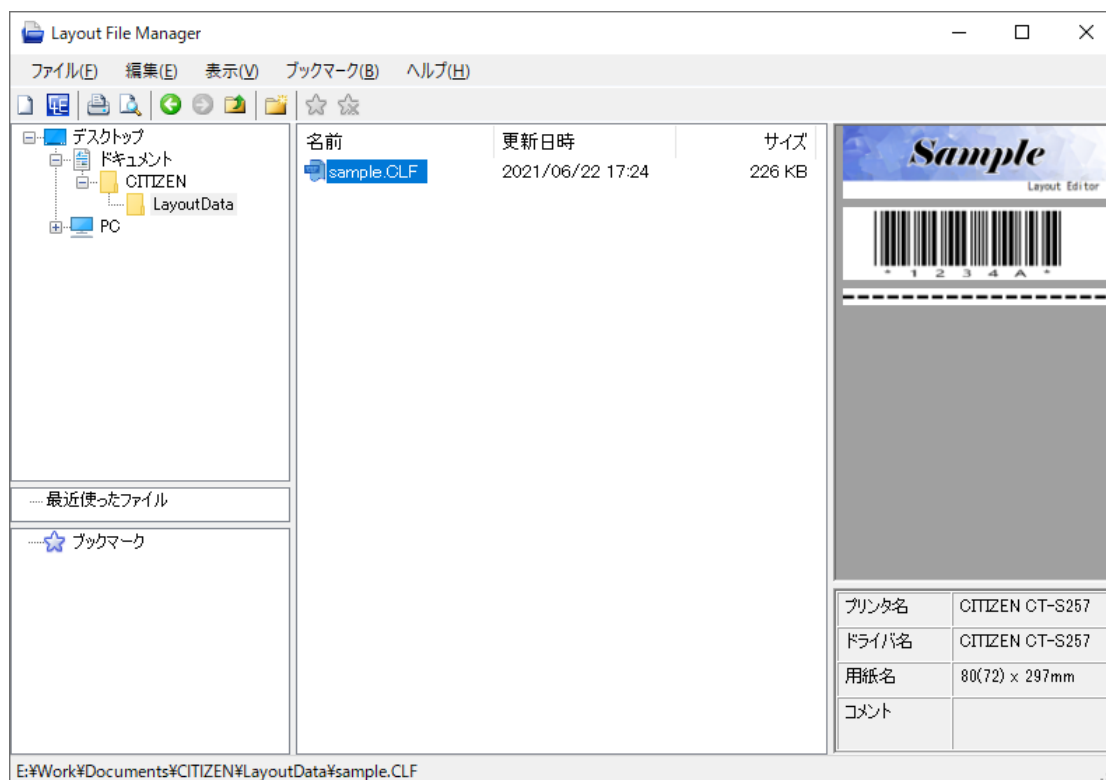 Layout File Manager
ファイル(F) 編集(E) 表示(V) ブックマーク(B) ヘルプ(H)
デスクトップ
ドキュメント
CITIZEN
LayoutData
PC
最近使ったファイル
ブックマーク
名前 更新日時 サイズ
sample.CLF 2021/06/22 17:24 226 KB
Sample
Layout Editor
*1234A*
プリンタ名 CITIZEN CT-S257
ドライバ名 CITIZEN CT-S257
用紙名 80(72) x 297mm
コメント
E:¥Work¥Documents¥CITIZEN¥LayoutData¥sample.CLF